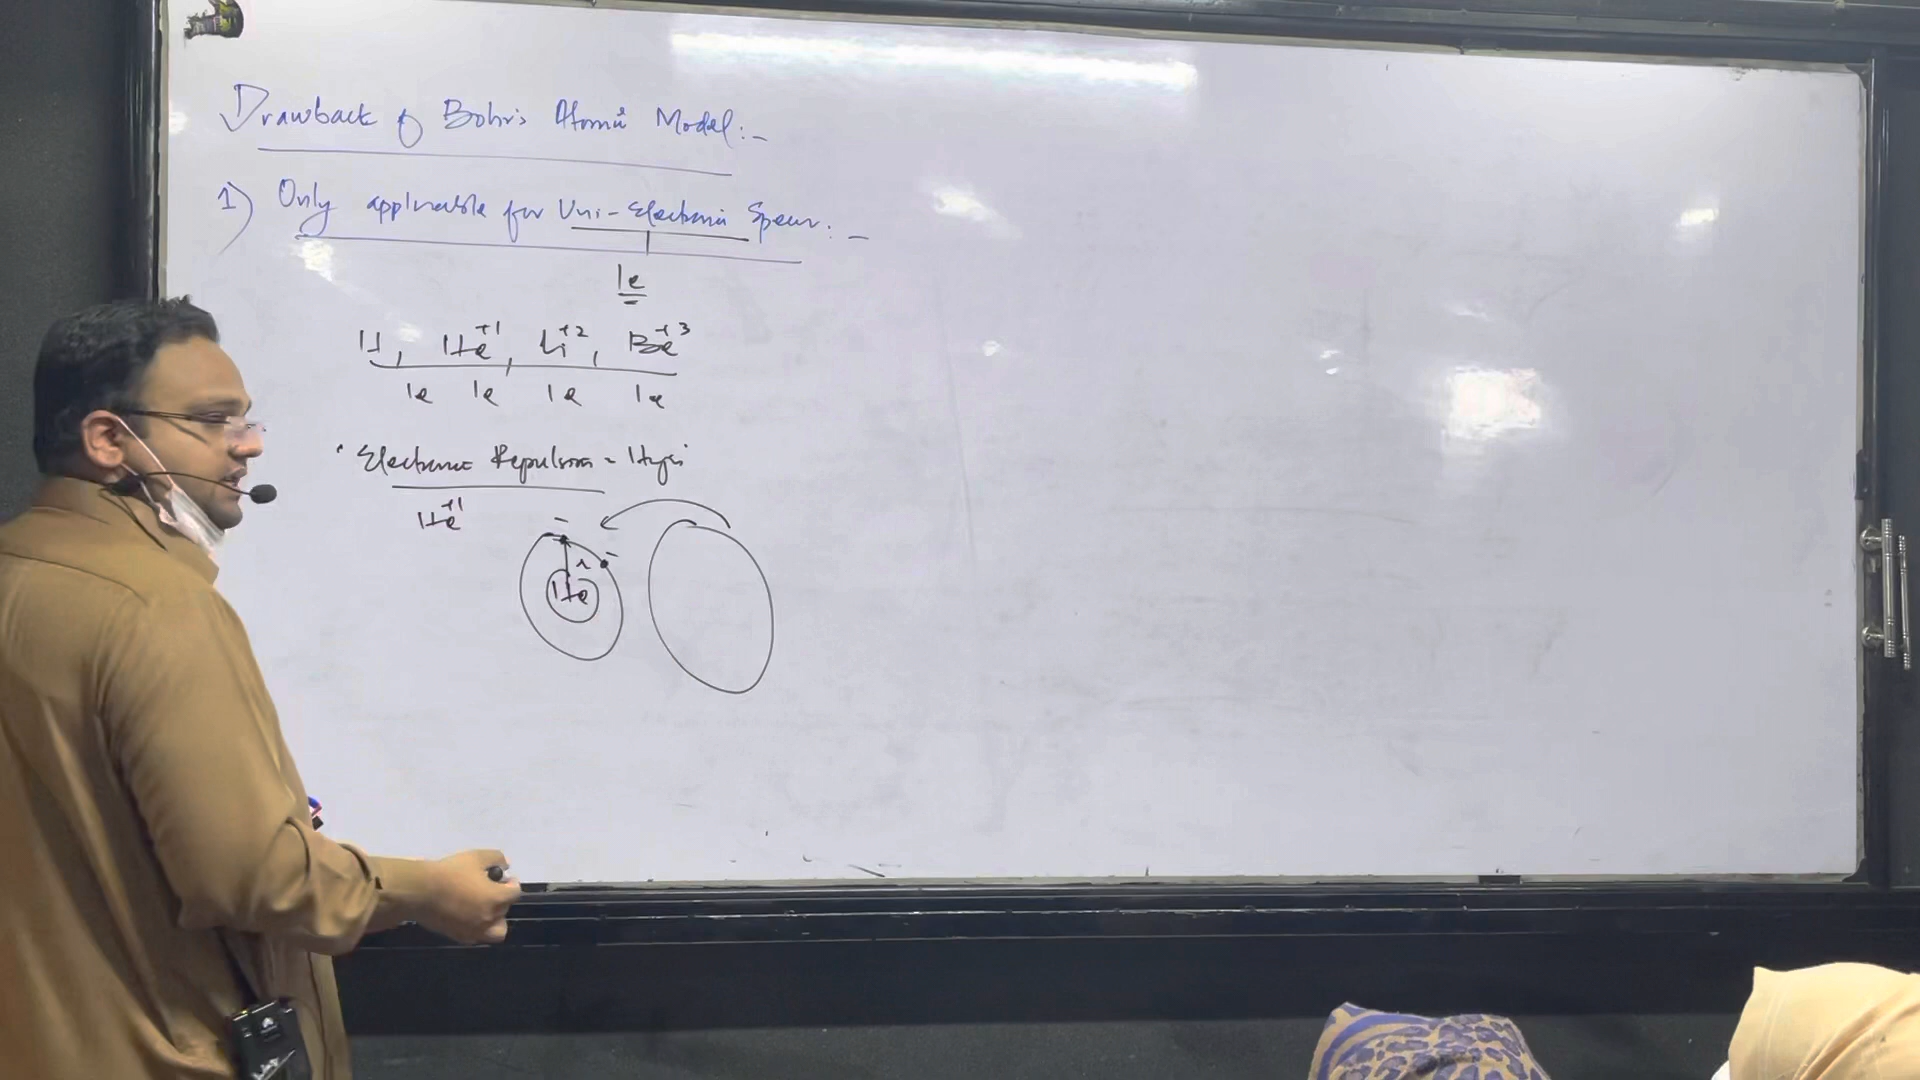 Drawback of Bohr's Atomic Model:-
1) Only applicable for Uni-Electronic Species:-
1e
H, He+1, Li+2, Be+3
1e 1e 1e 1e
Electronic Repulsion =
He+1
- -
r
He